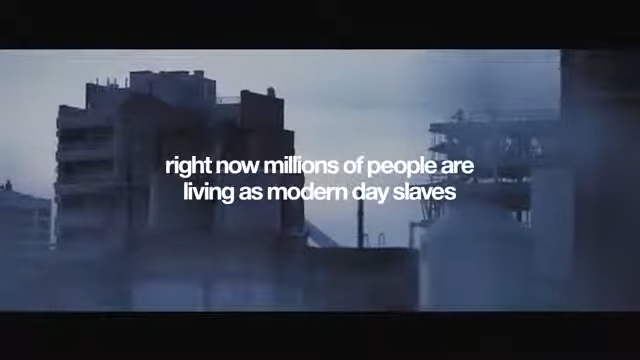 right now millions of people are
living as modern day slaves